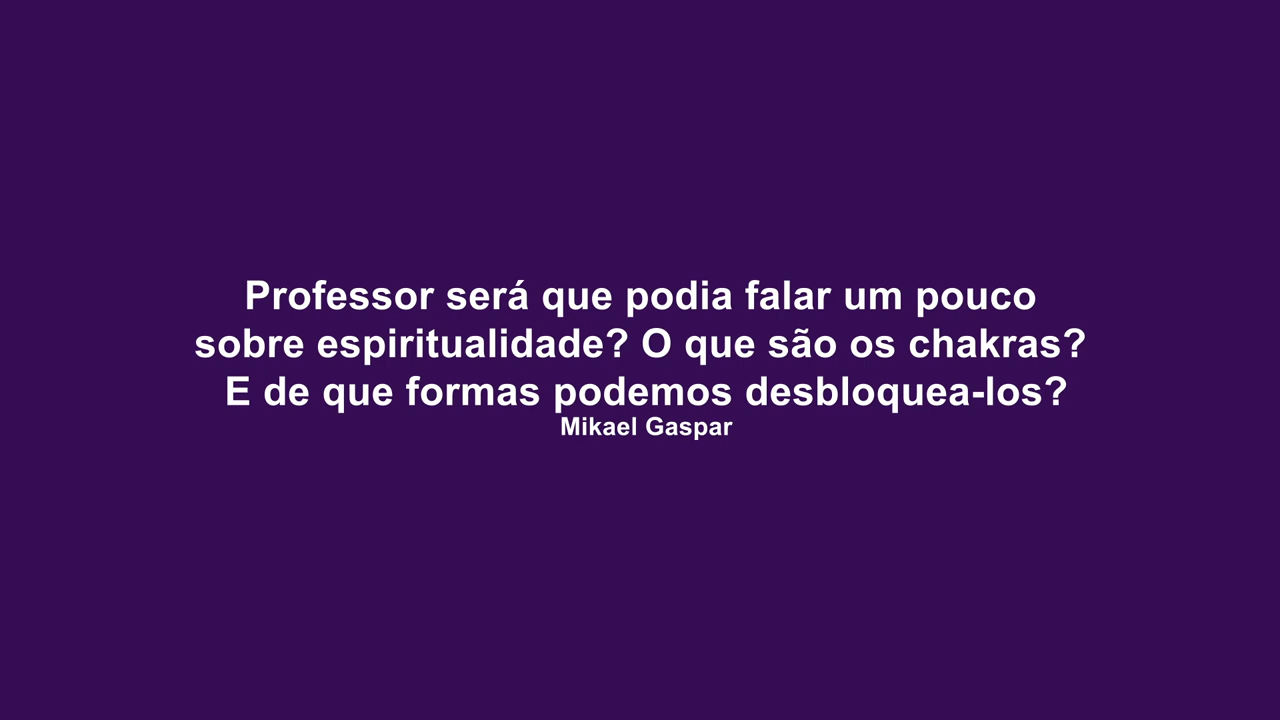 Professor será que podia falar um pouco
sobre espiritualidade? O que são os chakras?
E de que formas podemos desbloquea-los?
Mikael Gaspar